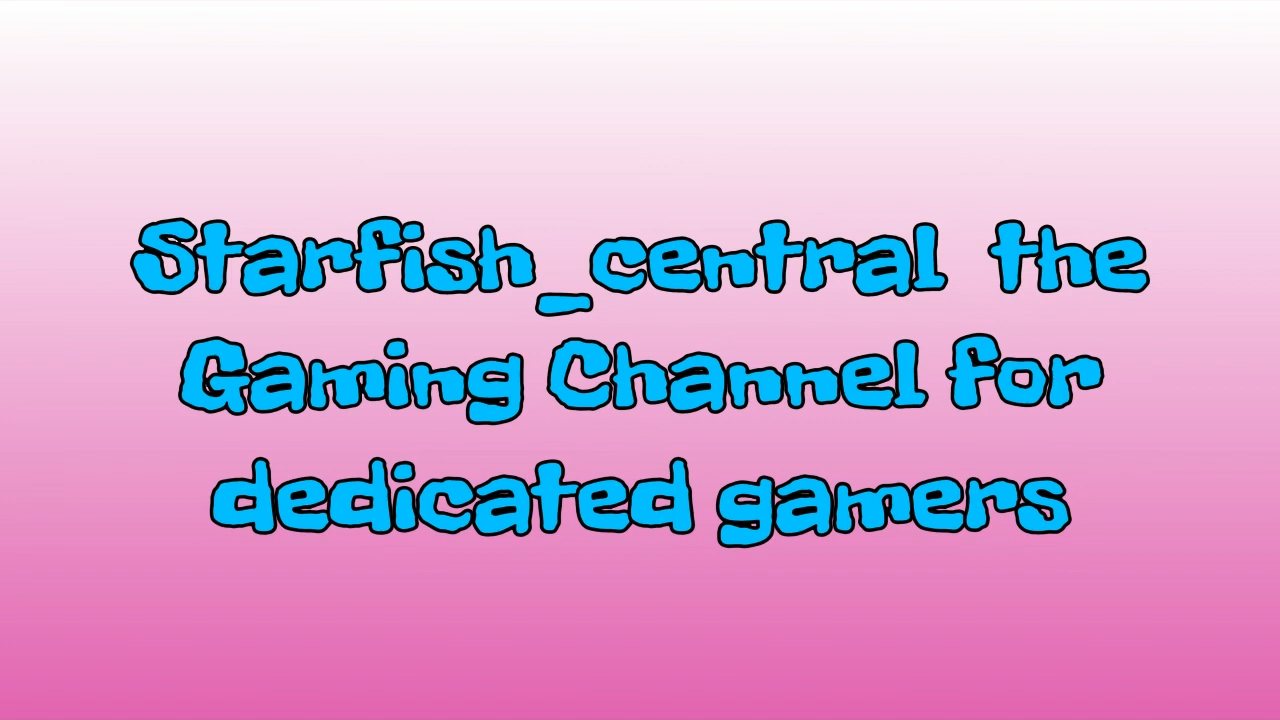 Starfish_central the
Gaming Channel for
dedicated gamers